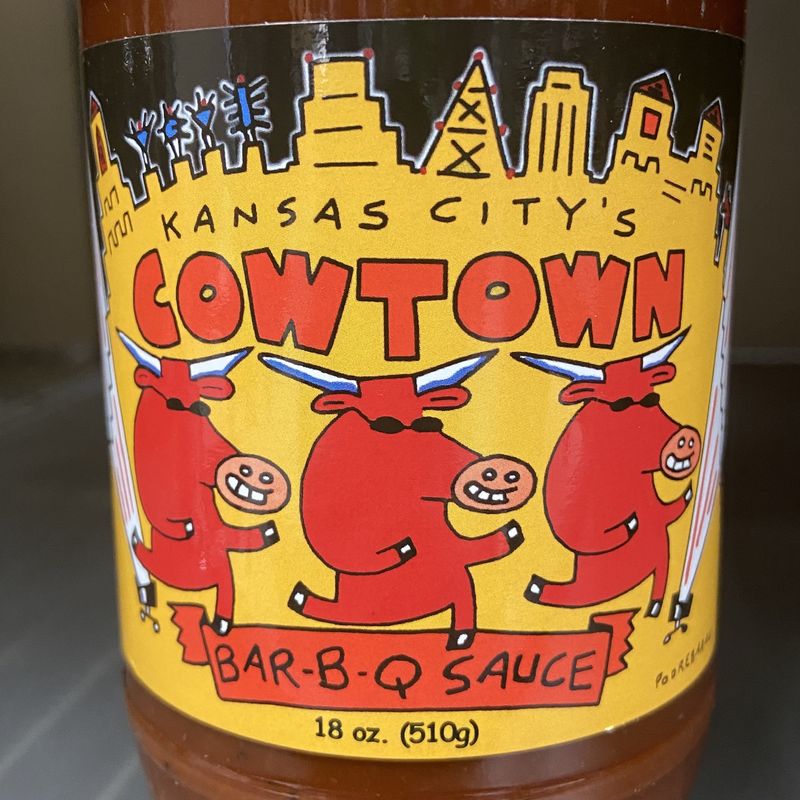 KANSAS CITY'S
COWTOWN
BAR-B-Q SAUCE
18 oz. (510g)